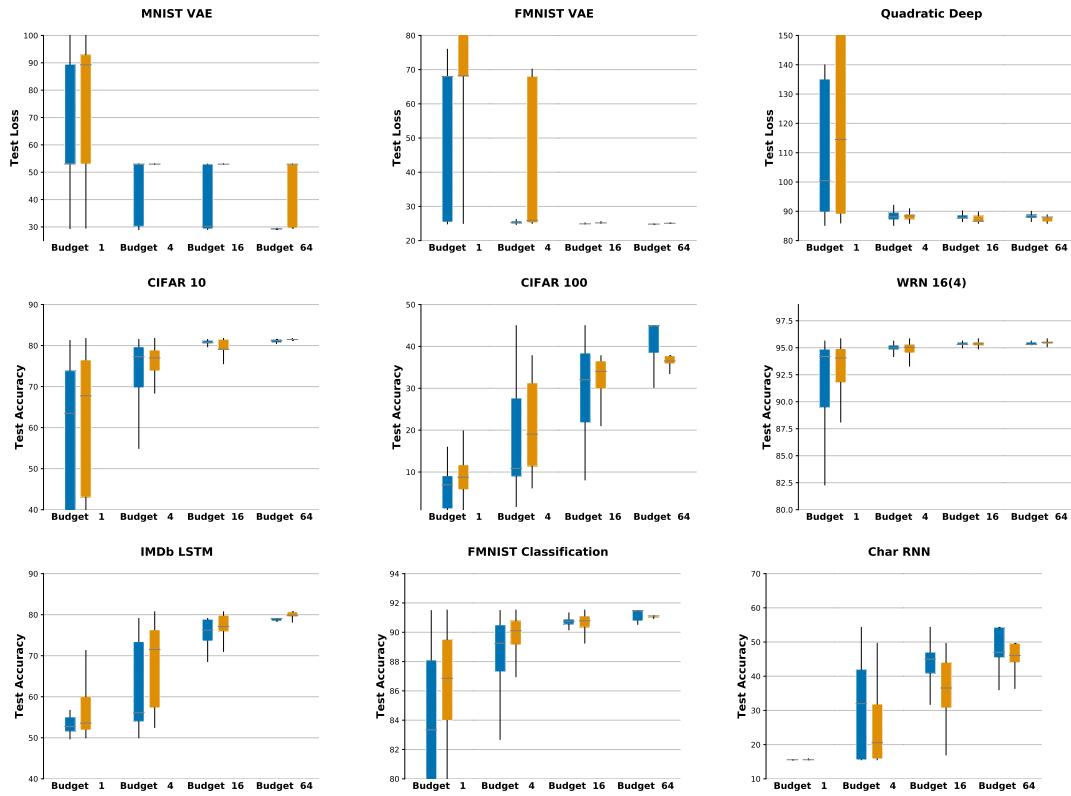 MNIST VAE
Test Loss
100
90
80
70
60
50
40
30
Budget 1
Budget 4
Budget 16
Budget 64
FMNIST VAE
Test Loss
80
70
60
50
40
30
20
Budget 1
Budget 4
Budget 16
Budget 64
Quadratic Deep
Test Loss
150
140
130
120
110
100
90
80
Budget 1
Budget 4
Budget 16
Budget 64
CIFAR 10
Test Accuracy
90
80
70
60
50
40
Budget 1
Budget 4
Budget 16
Budget 64
CIFAR 100
Test Accuracy
50
40
30
20
10
Budget 1
Budget 4
Budget 16
Budget 64
WRN 16(4)
Test Accuracy
97.5
95.0
92.5
90.0
87.5
85.0
82.5
80.0
Budget 1
Budget 4
Budget 16
Budget 64
IMDb LSTM
Test Accuracy
90
80
70
60
50
40
Budget 1
Budget 4
Budget 16
Budget 64
FMNIST Classification
Test Accuracy
94
92
90
88
86
84
82
80
Budget 1
Budget 4
Budget 16
Budget 64
Char RNN
Test Accuracy
70
60
50
40
30
20
10
Budget 1
Budget 4
Budget 16
Budget 64